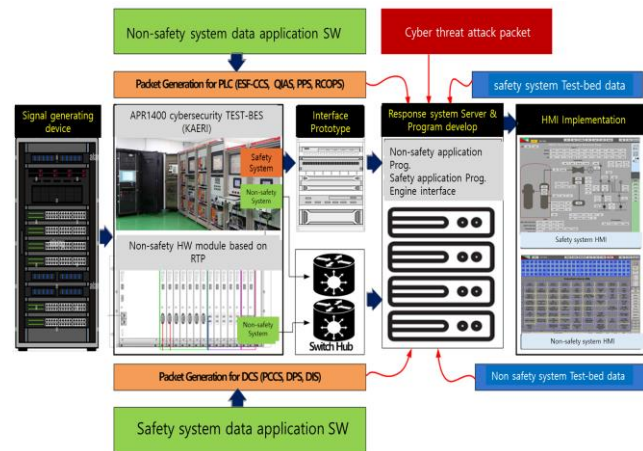 Non-safety system data application SW
Cyber threat attack packet
Packet Generation for PLC (ESF-CCS, QIAS, PPS, RCOPS)
safety system Test-bed data
Signal generating
device
APR1400 cybersecurity TEST-BES
(KAERI)
Safety
System
Non-safety
System
Non-safety HW module based on
RTP
Non-safety
System
Interface
Prototype
Switch Hub
Response system Server &
Program develop
Non-safety application
Prog.
Safety application Prog.
Engine interface
HMI Implementation
Safety system HMI
Non-safety system HMI
Packet Generation for DCS (PCCS, DPS, DIS)
Non safety system Test-bed data
Safety system data application SW